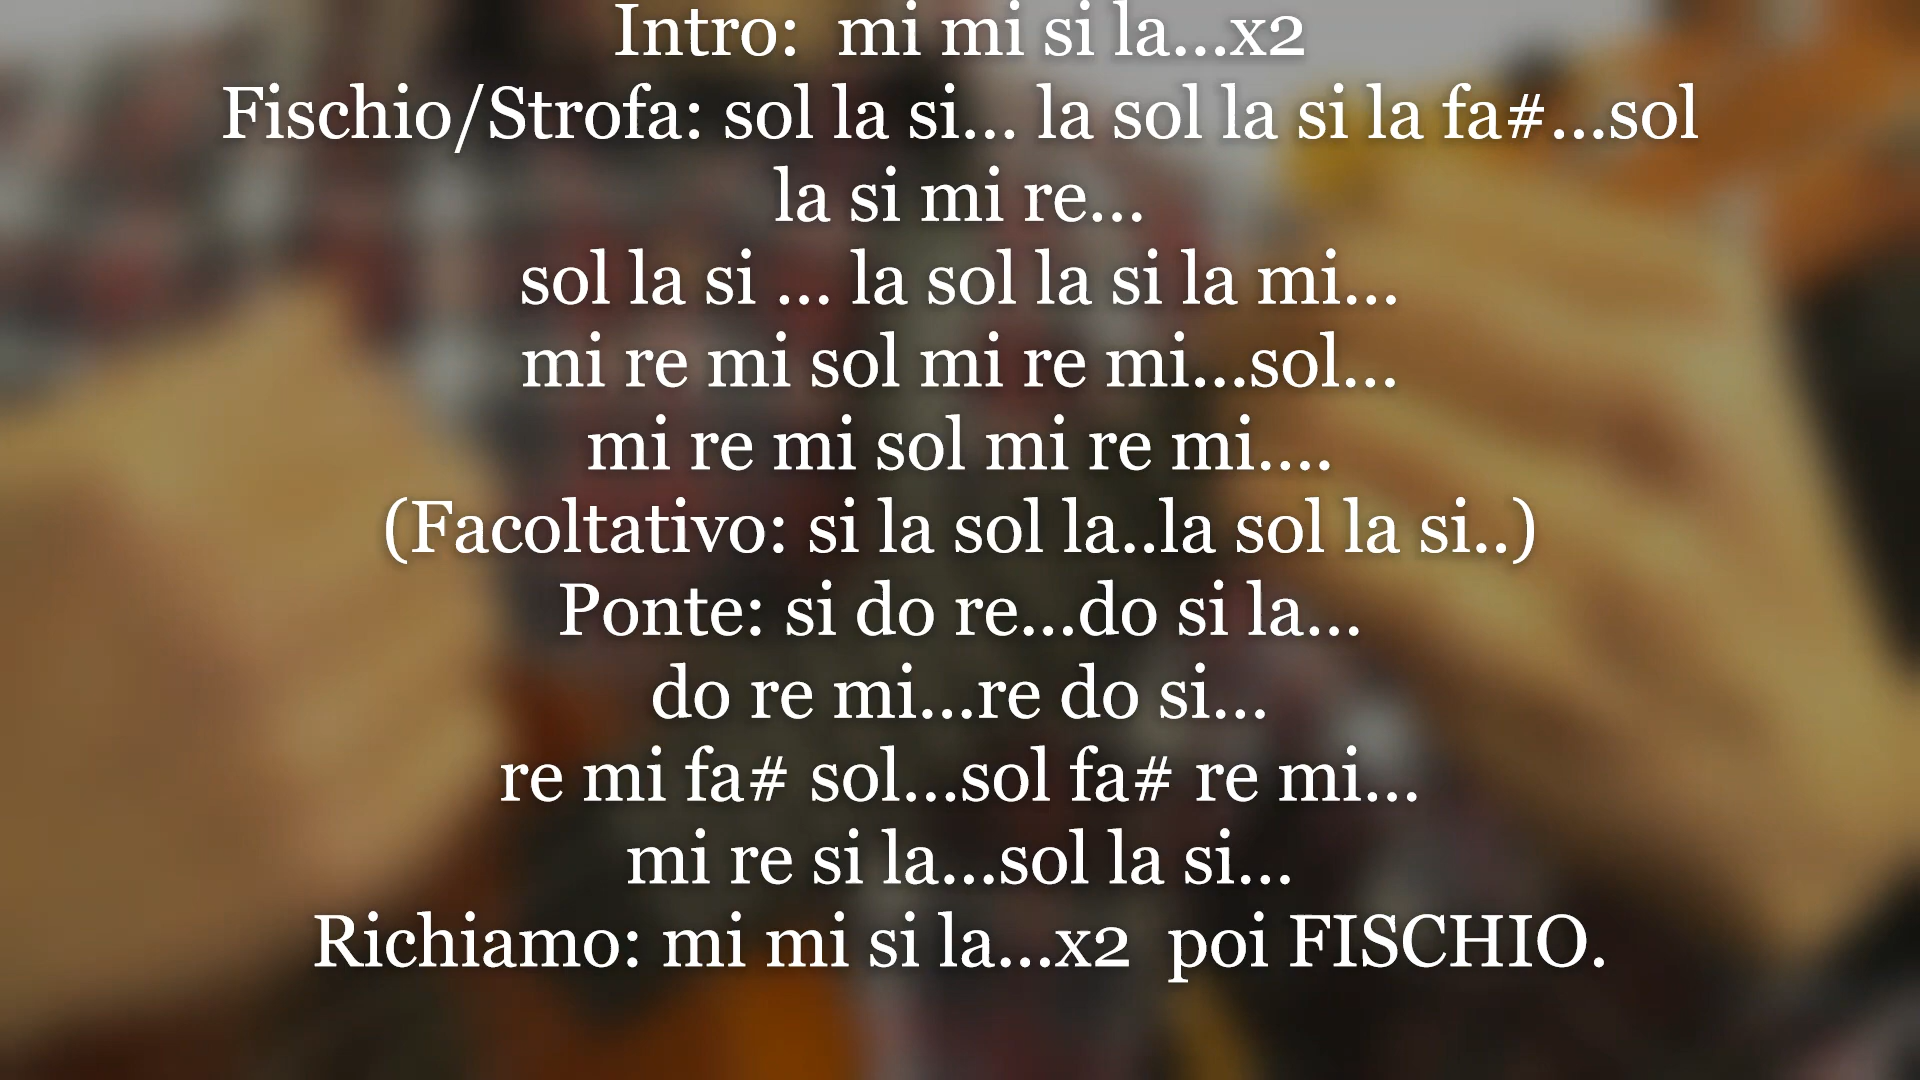 Intro:  mi mi si la...x2
Fischio/Strofa: sol la si... la sol la si la fa#...sol
la si mi re...
sol la si ... la sol la si la mi...
mi re mi sol mi re mi...sol...
mi re mi sol mi re mi....
(Facoltativo: si la sol la..la sol la si..)
Ponte: si do re...do si la...
do re mi...re do si...
re mi fa# sol...sol fa# re mi...
mi re si la...sol la si...
Richiamo: mi mi si la...x2  poi FISCHIO.